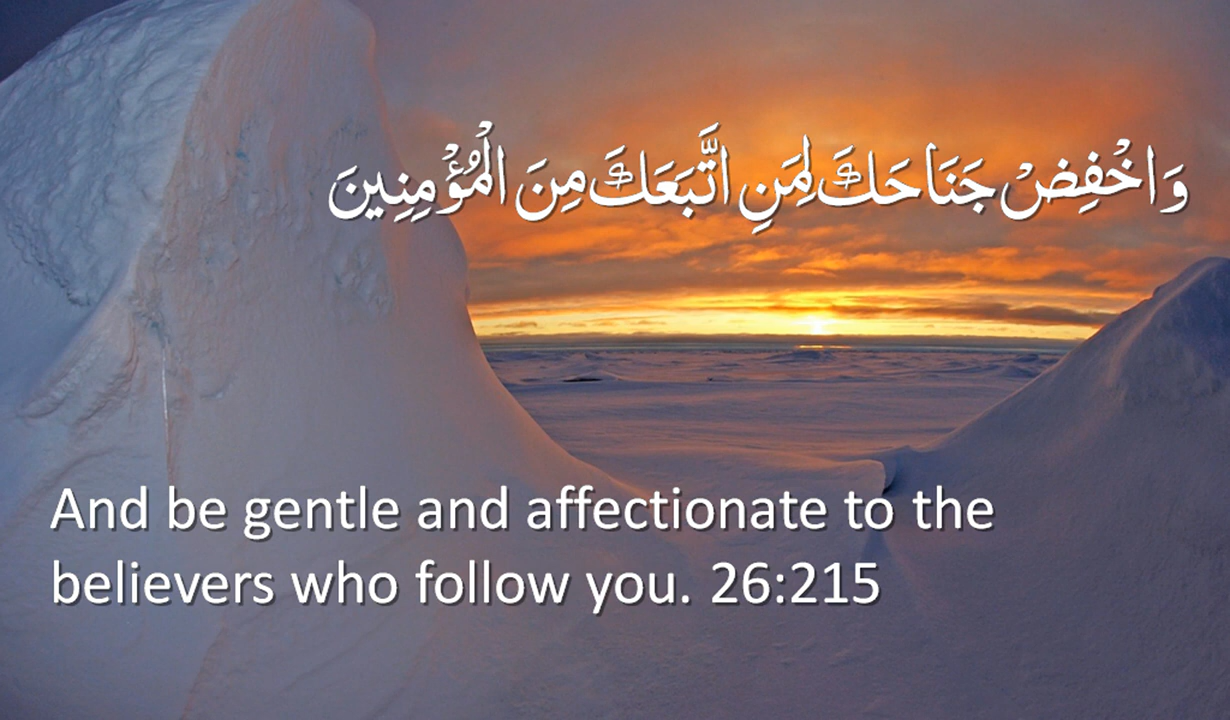 وَاخْفِضْ جَنَاحَكَ لِمَنِ اتَّبَعَكَ مِنَ الْمُؤْمِنِينَ
And be gentle and affectionate to the
believers who follow you. 26:215